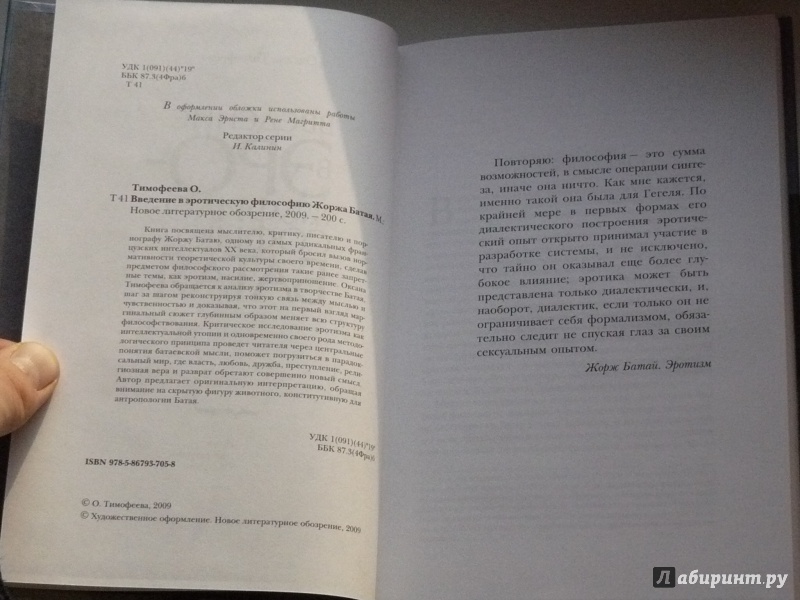 УДК 1(091)(44)"19"
ББК 87.3(4Фра)6
Т 41
В оформлении обложки использованы работы
Макса Эрнста и Рене Магритта
Редактор серии
И. Калинин
Тимофеева О.
Т 41 Введение в эротическую философию Жоржа Батая. М.
Новое литературное обозрение, 2009. — 200 с.
Книга посвящена мыслителю, критику, писателю и пор-
нографу Жоржу Батаю, одному из самых радикальных фран-
цузских интеллектуалов XX века, который бросил вызов нор-
мативности теоретической культуры своего времени, сделав
предметом философского рассмотрения такие ранее запрет-
ные темы, как эротизм, насилие, жертвоприношение. Оксана
Тимофеева обращается к анализу эротизма в творчестве Батая,
шаг за шагом реконструируя тонкую связь между мыслью и
чувственностью и доказывая, что этот на первый взгляд мар-
гинальный сюжет глубинным образом меняет всю структуру
философствования. Критическое исследование эротизма как
интеллектуальной утопии и одновременно своего рода методо-
логического принципа проведет читателя через центральные
понятия батаевской мысли, поможет погрузиться в парадок-
сальный мир, где власть, любовь, дружба, преступление, рели-
гиозная вера и разврат обретают совершенно новый смысл.
Автор предлагает оригинальную интерпретацию, обращая
внимание на скрытую фигуру животного, конститутивную для
антропологии Батая.
УДК 1(091)(44)"19"
ББК 87.3(4Фра)
ISBN 978-5-86793-705-8
© О. Тимофеева, 2009
© Художественное оформление. Новое литературное обозрение, 2009
Повторяю: философия — это сумма
возможностей, в смысле операции синте-
за, иначе она ничто. Как мне кажется,
именно такой она была для Гегеля. По
крайней мере в первых формах его
диалектического построения эротичес-
кий опыт открыто принимал участие в
разработке системы, и не исключено,
что тайно он оказывал еще более глу-
бокое влияние; эротика может быть
представлена только диалектически, и,
наоборот, диалектик, если только он не
ограничивает себя формализмом, обяза-
тельно следит не спуская глаз за своим
сексуальным опытом.
Жорж Батай. Эротизм
Лабиринт.ру